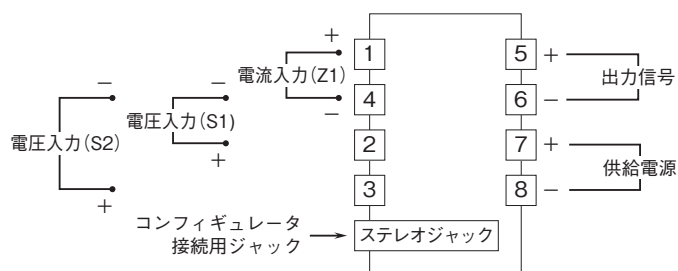 +
電流入力(Z1)
−
−
電圧入力(S1)
+
−
電圧入力(S2)
+
1
4
2
3
5
6
7
8
+
出力信号
−
+
供給電源
−
コンフィギュレータ
接続用ジャック
ステレオジャック